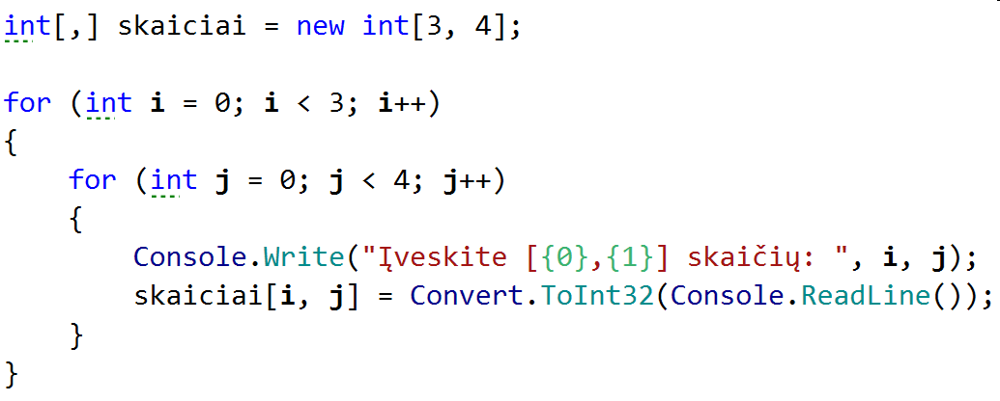 int[,] skaiciai = new int[3, 4];
for (int i = 0; i < 3; i++)
{
for (int j = 0; j < 4; j++)
{
Console.Write("Įveskite [{0},{1}] skaičių: ", i, j);
skaiciai[i, j] = Convert.ToInt32(Console.ReadLine());
}
}